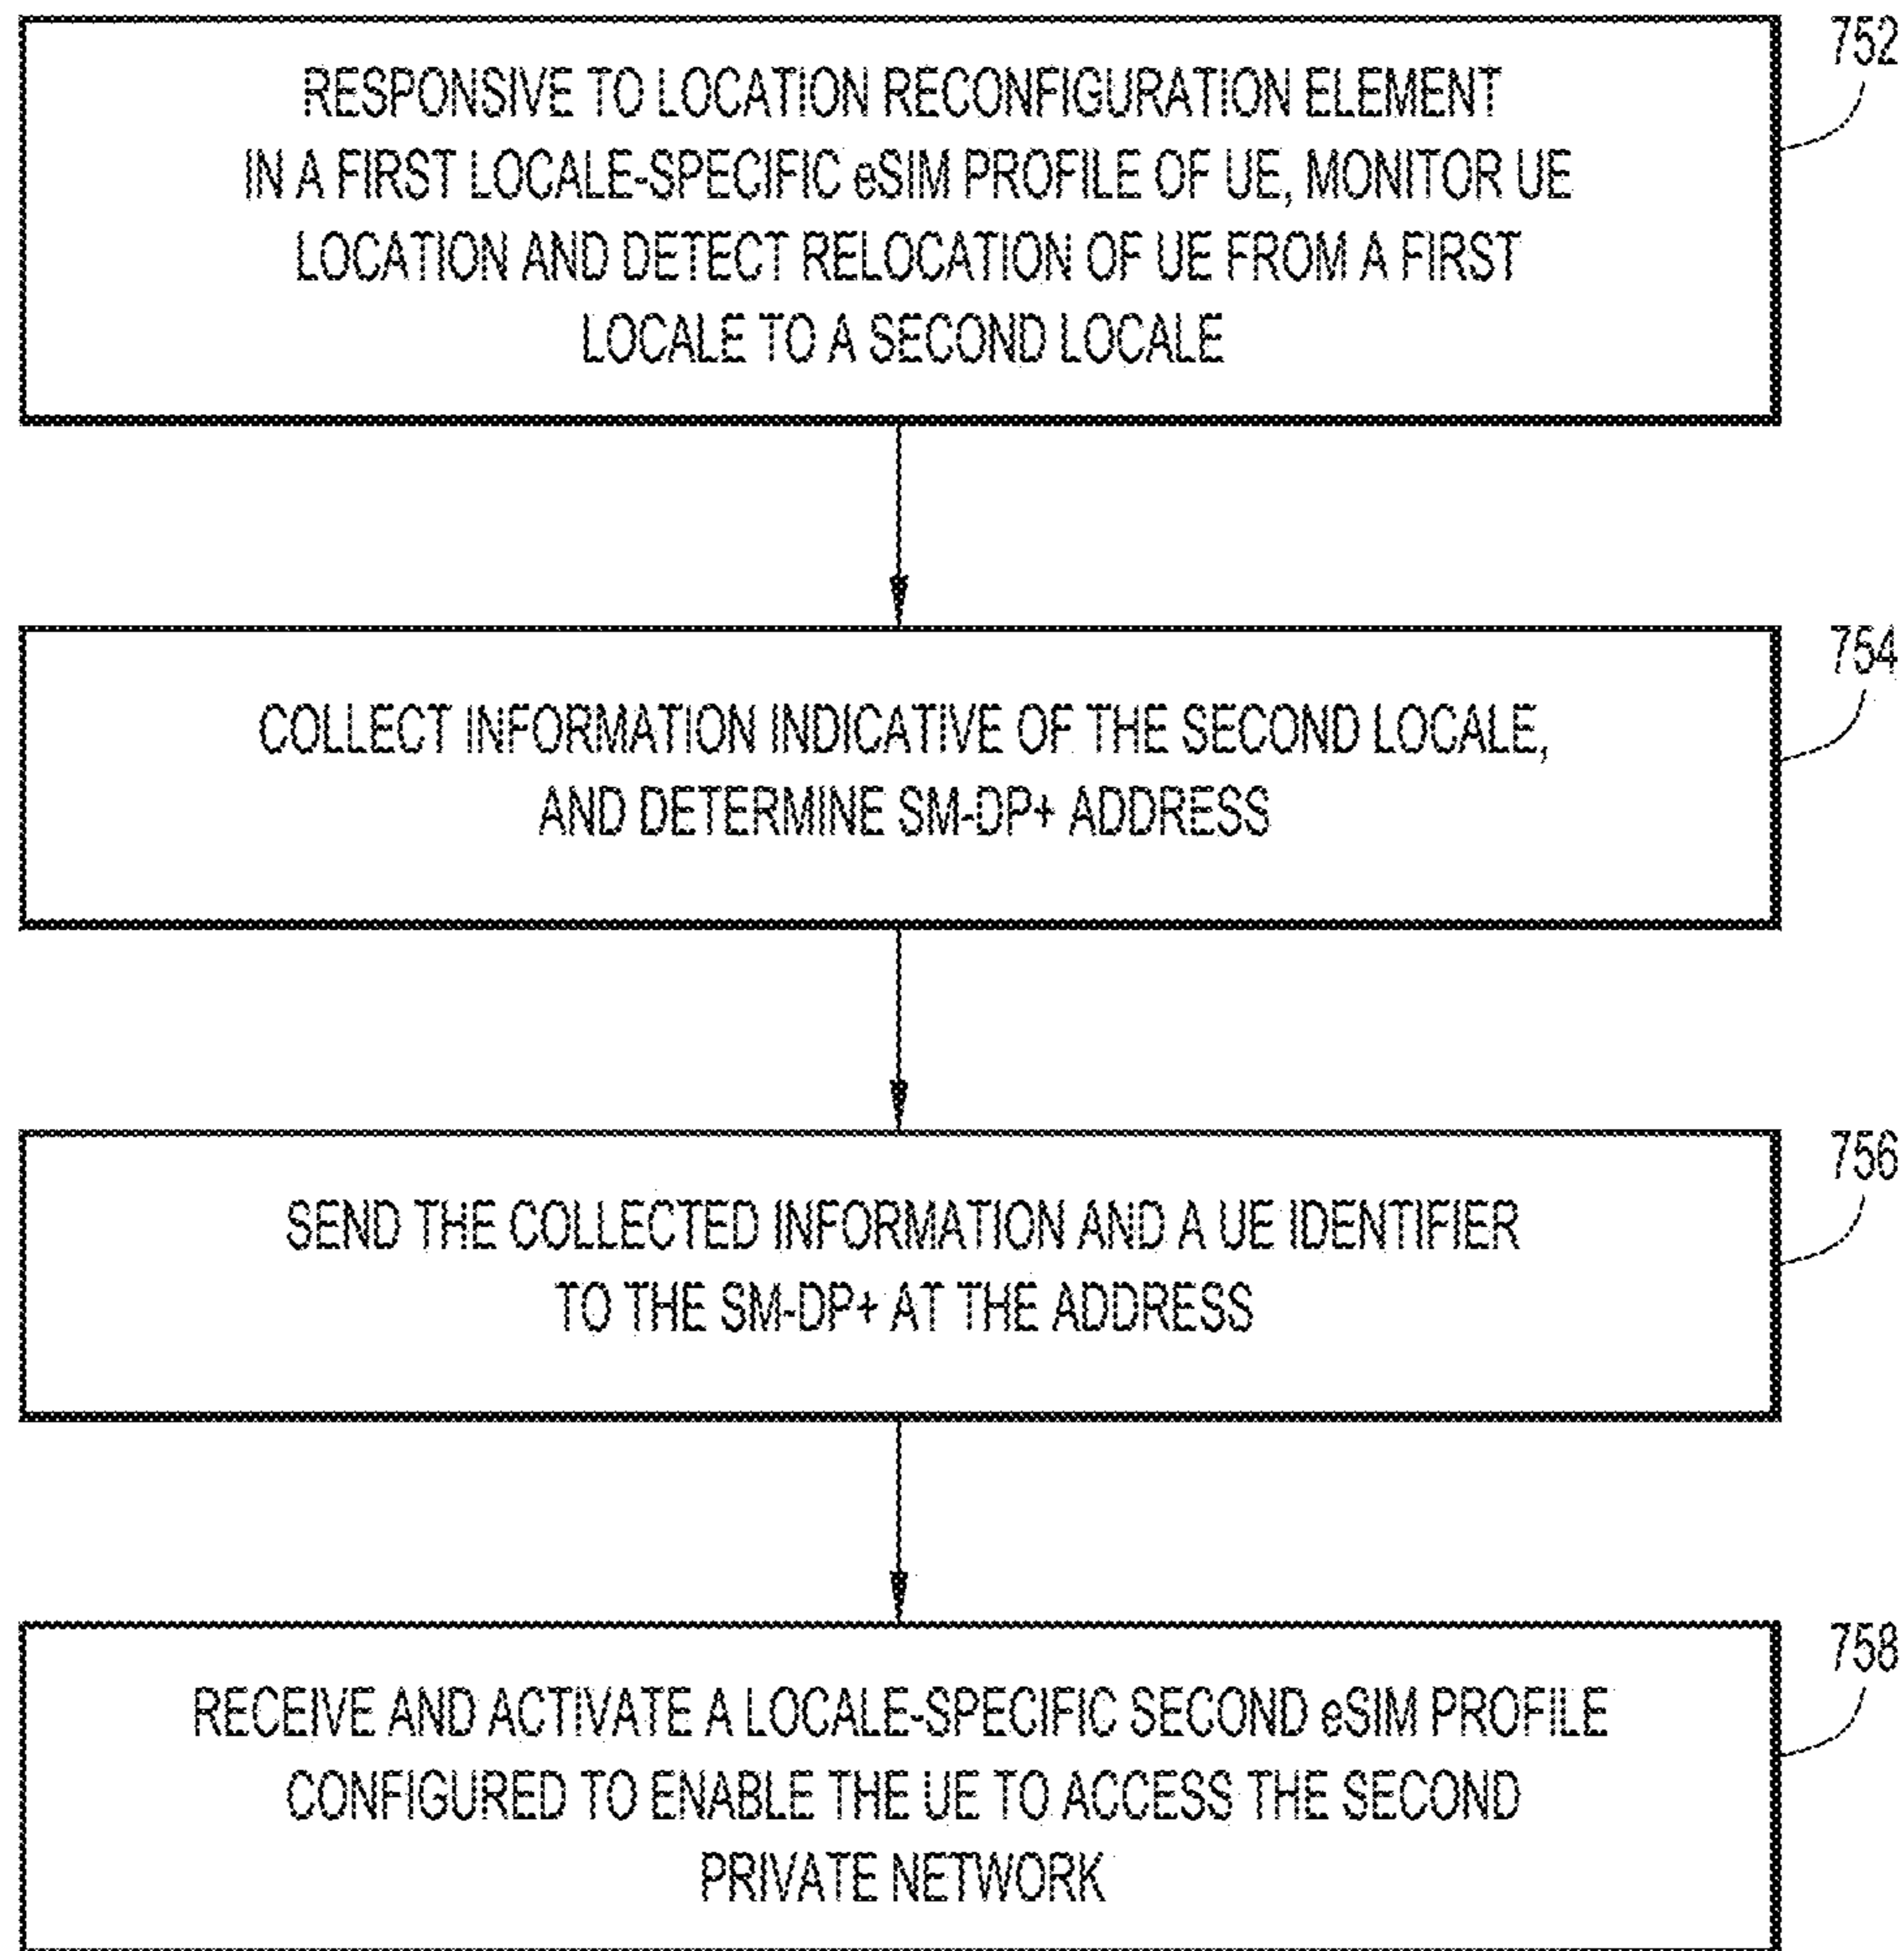 752
RESPONSIVE TO LOCATION RECONFIGURATION ELEMENT
IN A FIRST LOCALE-SPECIFIC eSIM PROFILE OF UE, MONITOR UE
LOCATION AND DETECT RELOCATION OF UE FROM A FIRST
LOCALE TO A SECOND LOCALE
754
COLLECT INFORMATION INDICATIVE OF THE SECOND LOCALE,
AND DETERMINE SM-DP+ ADDRESS
756
SEND THE COLLECTED INFORMATION AND A UE IDENTIFIER
TO THE SM-DP+ AT THE ADDRESS
758
RECEIVE AND ACTIVATE A LOCALE-SPECIFIC SECOND eSIM PROFILE
CONFIGURED TO ENABLE THE UE TO ACCESS THE SECOND
PRIVATE NETWORK